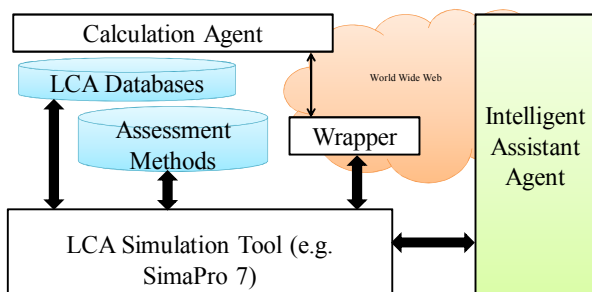 Calculation Agent
LCA Databases
World Wide Web
Assessment
Methods
Wrapper
Intelligent
Assistant
Agent
LCA Simulation Tool (e.g.
SimaPro 7)